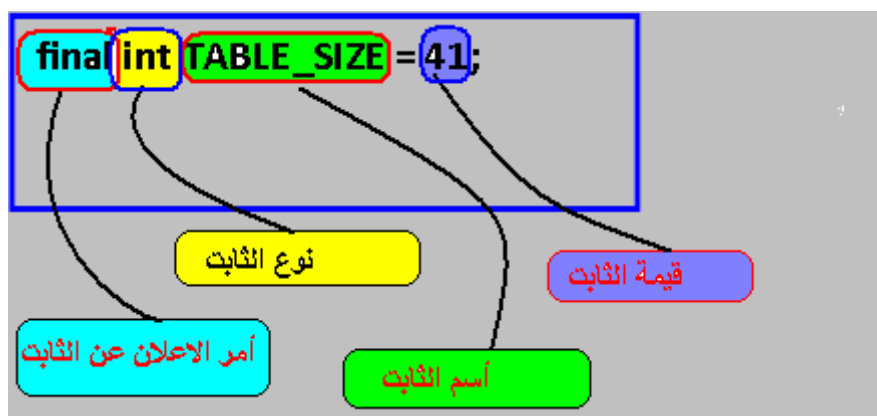 final int TABLE_SIZE = 41;
نوع الثابت
قيمة الثابت
أمر الاعلان عن الثابت
أسم الثابت